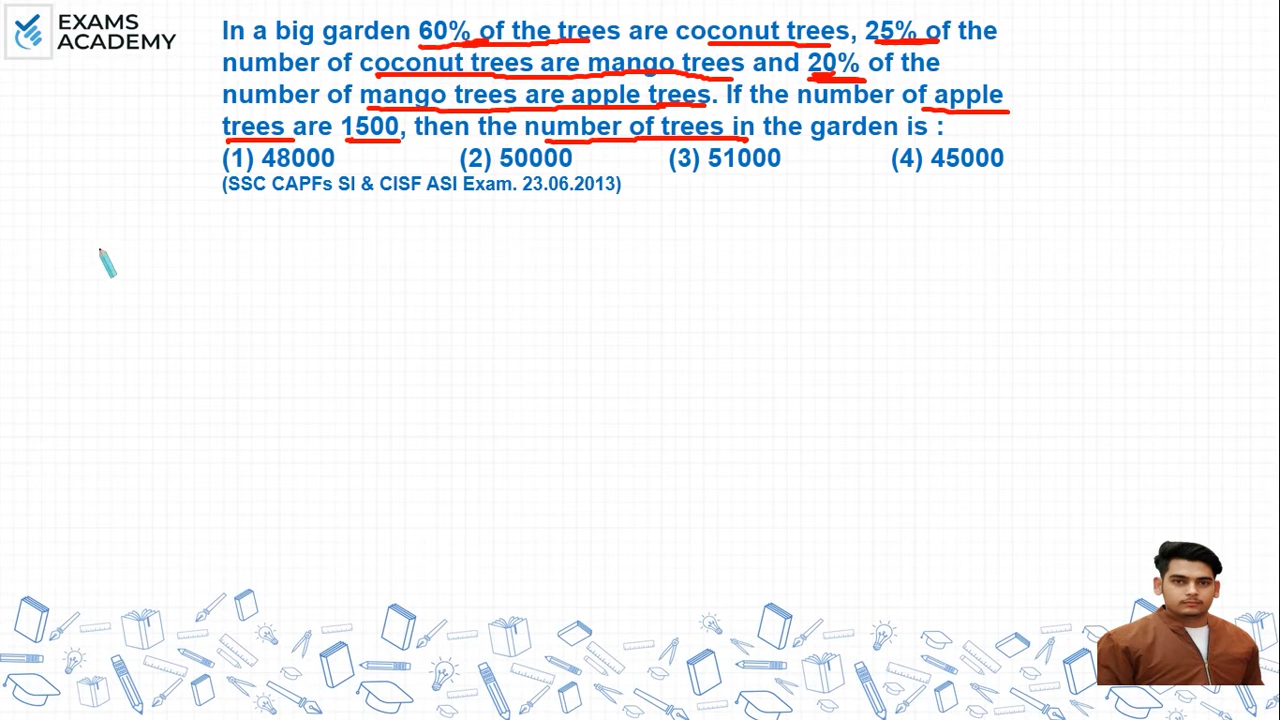 EXAMS
ACADEMY
In a big garden 60% of the trees are coconut trees, 25% of the
number of coconut trees are mango trees and 20% of the
number of mango trees are apple trees. If the number of apple
trees are 1500, then the number of trees in the garden is :
(1) 48000 (2) 50000 (3) 51000 (4) 45000
(SSC CAPFs SI & CISF ASI Exam. 23.06.2013)